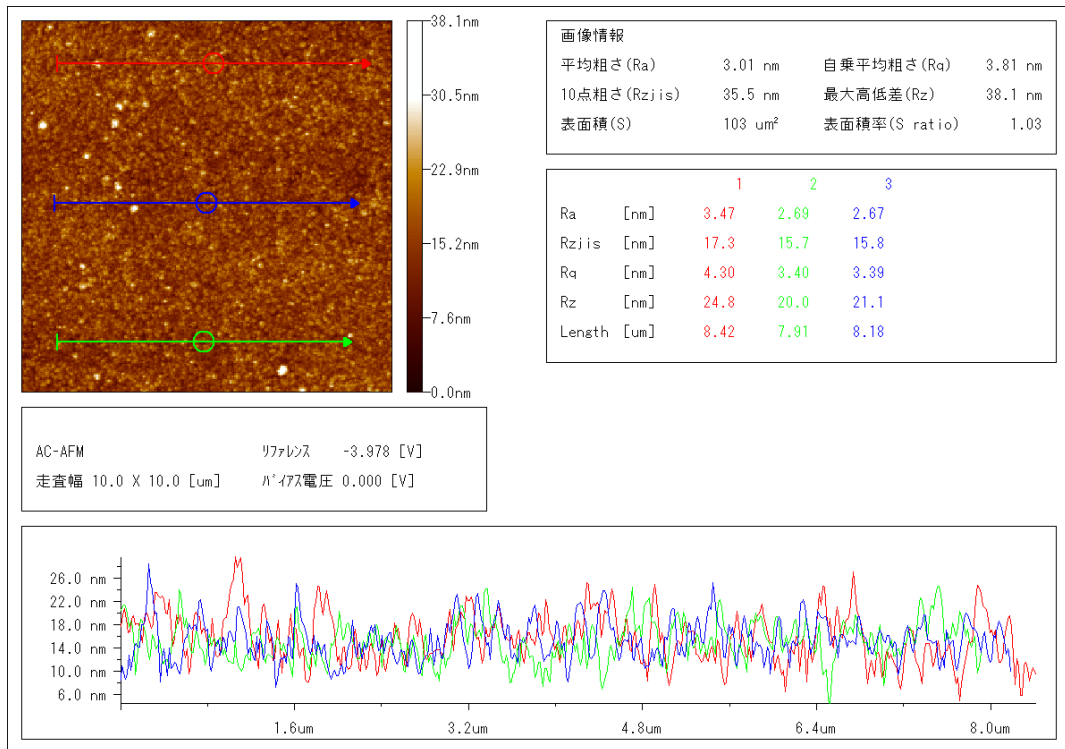 38.1nm
30.5nm
22.9nm
15.2nm
7.6nm
0.0nm
画像情報
平均粗さ(Ra) 3.01 nm 自乗平均粗さ(Rq) 3.81 nm
10点粗さ(Rzjis) 35.5 nm 最大高低差(Rz) 38.1 nm
表面積(S) 103 um² 表面積率(S ratio) 1.03
1 2 3
Ra [nm] 3.47 2.69 2.67
Rzjis [nm] 17.3 15.7 15.8
Rq [nm] 4.30 3.40 3.39
Rz [nm] 24.8 20.0 21.1
Length [um] 8.42 7.91 8.18
AC-AFM ﾘﾌｧﾚﾝｽ -3.978 [V]
走査幅 10.0 X 10.0 [um] ﾊﾞｲｱｽ電圧 0.000 [V]
26.0 nm
22.0 nm
18.0 nm
14.0 nm
10.0 nm
6.0 nm
1.6um 3.2um 4.8um 6.4um 8.0um